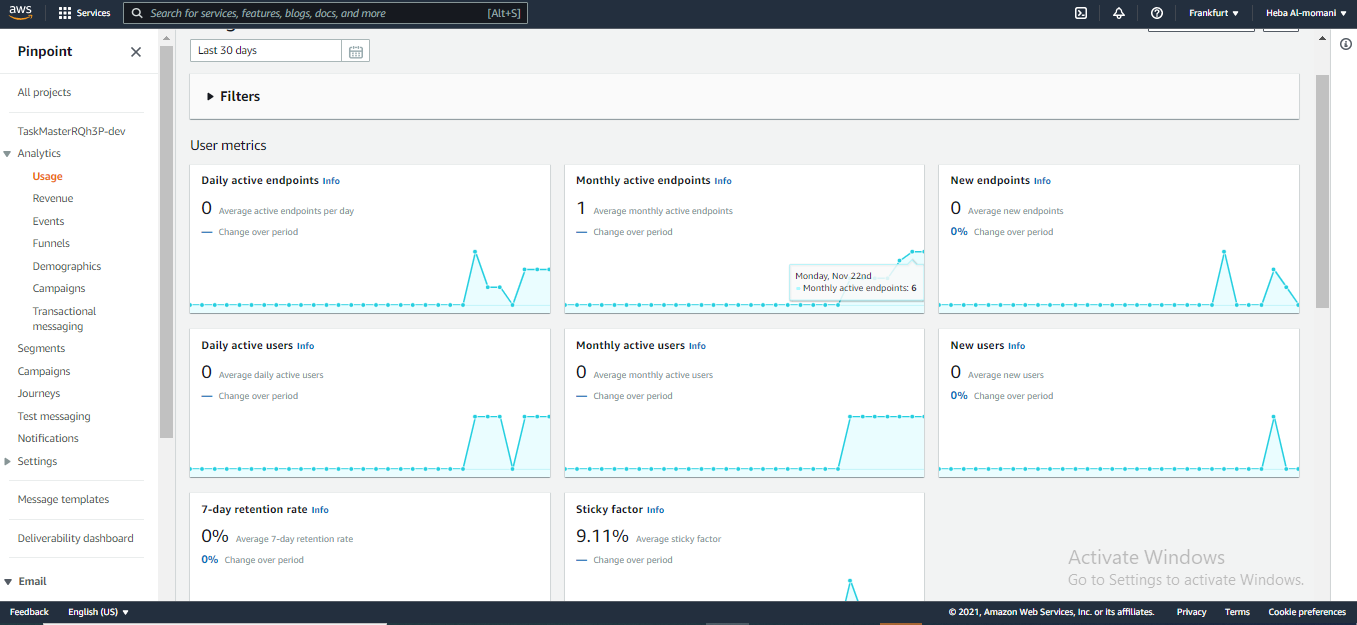 aws
Services
Search for services, features, blogs, docs, and more
[Alt+S]
Frankfurt ▼
Heba Al-momani ▼
Pinpoint
All projects
TaskMasterRQh3P-dev
Analytics
Usage
Revenue
Events
Funnels
Demographics
Campaigns
Transactional
messaging
Segments
Campaigns
Journeys
Test messaging
Notifications
Settings
Message templates
Deliverability dashboard
Email
Last 30 days
Filters
User metrics
Daily active endpoints Info
0 Average active endpoints per day
— Change over period
Monthly active endpoints Info
1 Average monthly active endpoints
— Change over period
Monday, Nov 22nd
Monthly active endpoints: 6
New endpoints Info
0 Average new endpoints
0% Change over period
Daily active users Info
0 Average daily active users
— Change over period
Monthly active users Info
0 Average monthly active users
— Change over period
New users Info
0 Average new users
0% Change over period
7-day retention rate Info
0% Average 7-day retention rate
0% Change over period
Sticky factor Info
9.11% Average sticky factor
— Change over period
Activate Windows
Go to Settings to activate Windows.
Feedback
English (US) ▼
© 2021, Amazon Web Services, Inc. or its affiliates.
Privacy
Terms
Cookie preferences